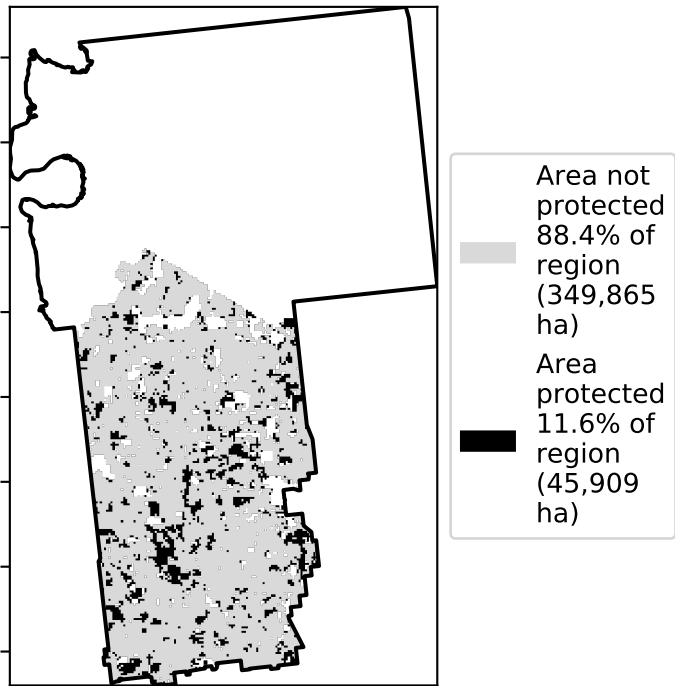 Area not
protected
88.4% of
region
(349,865
ha)
Area
protected
11.6% of
region
(45,909
ha)